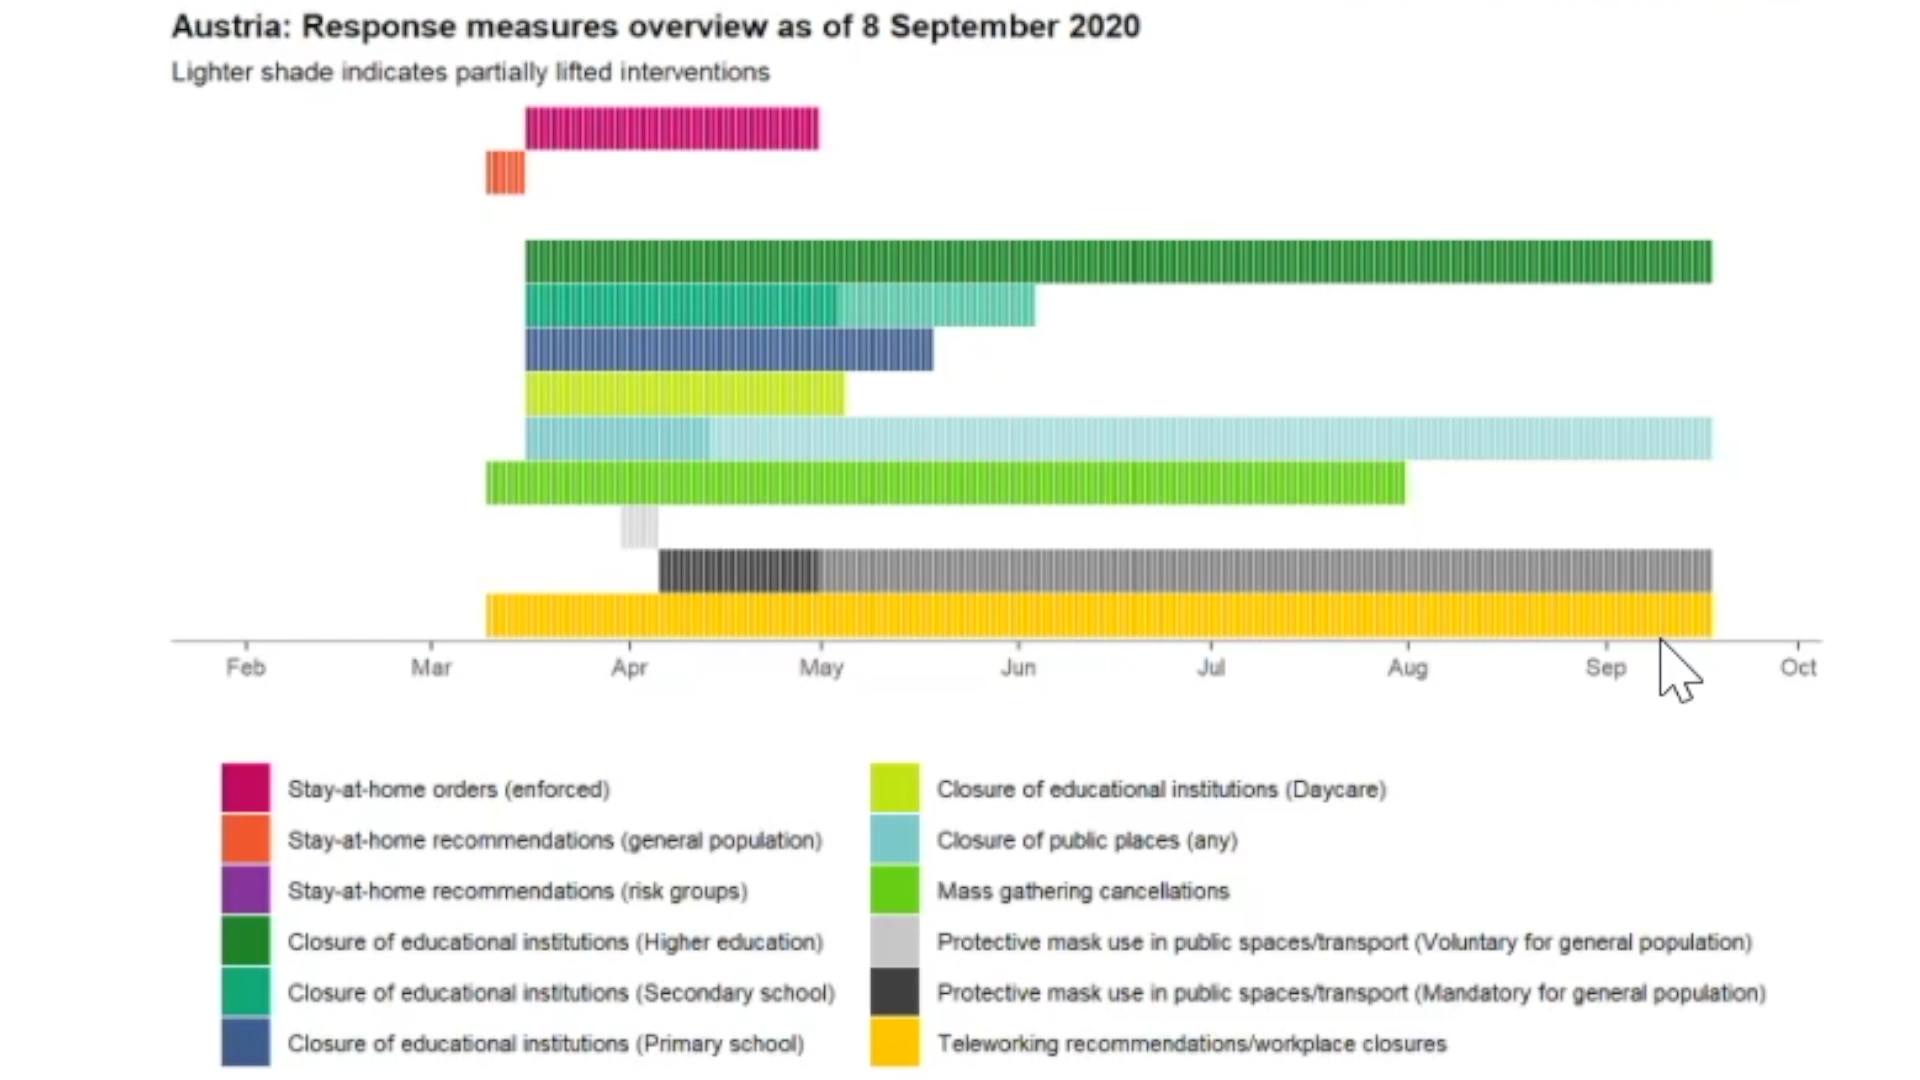 Austria: Response measures overview as of 8 September 2020
Lighter shade indicates partially lifted interventions
Feb Mar Apr May Jun Jul Aug Sep Oct
Stay-at-home orders (enforced)
Stay-at-home recommendations (general population)
Stay-at-home recommendations (risk groups)
Closure of educational institutions (Higher education)
Closure of educational institutions (Secondary school)
Closure of educational institutions (Primary school)
Closure of educational institutions (Daycare)
Closure of public places (any)
Mass gathering cancellations
Protective mask use in public spaces/transport (Voluntary for general population)
Protective mask use in public spaces/transport (Mandatory for general population)
Teleworking recommendations/workplace closures